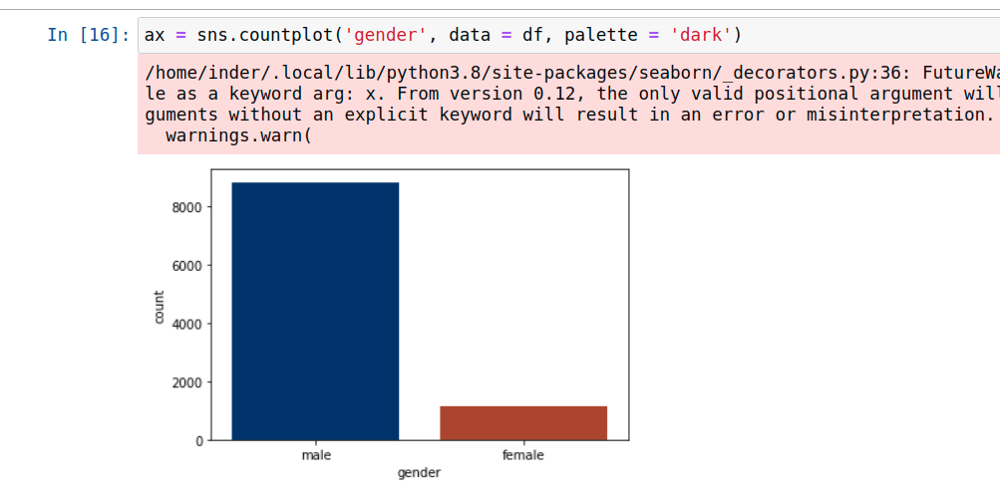 In [16]: ax = sns.countplot('gender', data = df, palette = 'dark')
/home/inder/.local/lib/python3.8/site-packages/seaborn/_decorators.py:36: FutureWa
le as a keyword arg: x. From version 0.12, the only valid positional argument will
guments without an explicit keyword will result in an error or misinterpretation.
warnings.warn(
8000
6000
4000
2000
0
count
male female
gender